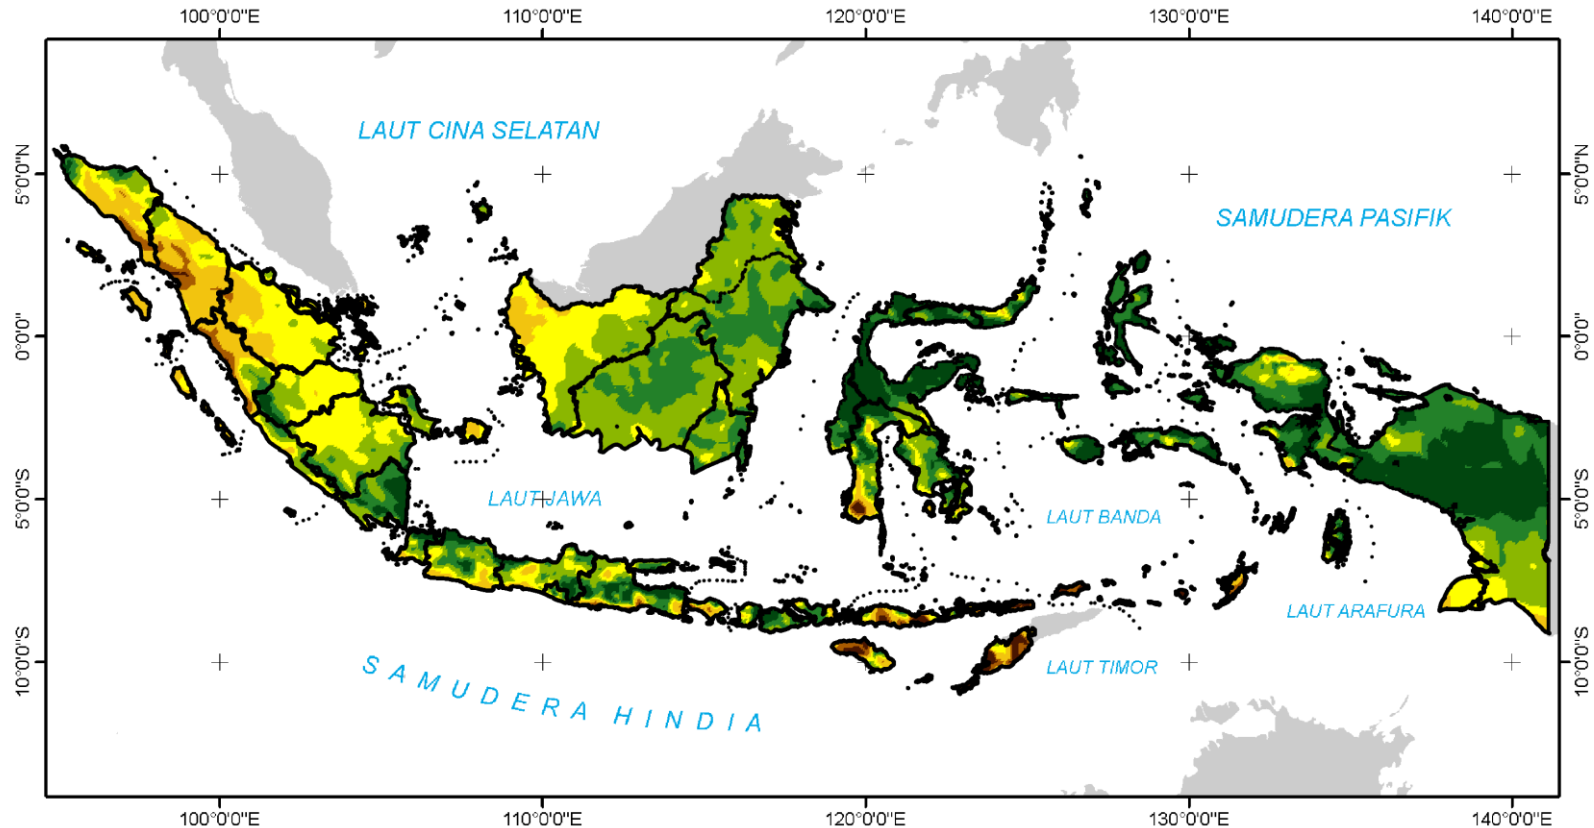 100°0'0"E 110°0'0"E 120°0'0"E 130°0'0"E 140°0'0"E
LAUT CINA SELATAN
5°0'0"N 5°0'0"N
SAMUDERA PASIFIK
0°0'0" 0°0'0"
5°0'0"S LAUT JAWA 5°0'0"S
LAUT BANDA
LAUT ARAFURA
10°0'0"S SAMUDERA HINDIA LAUT TIMOR 10°0'0"S
100°0'0"E 110°0'0"E 120°0'0"E 130°0'0"E 140°0'0"E